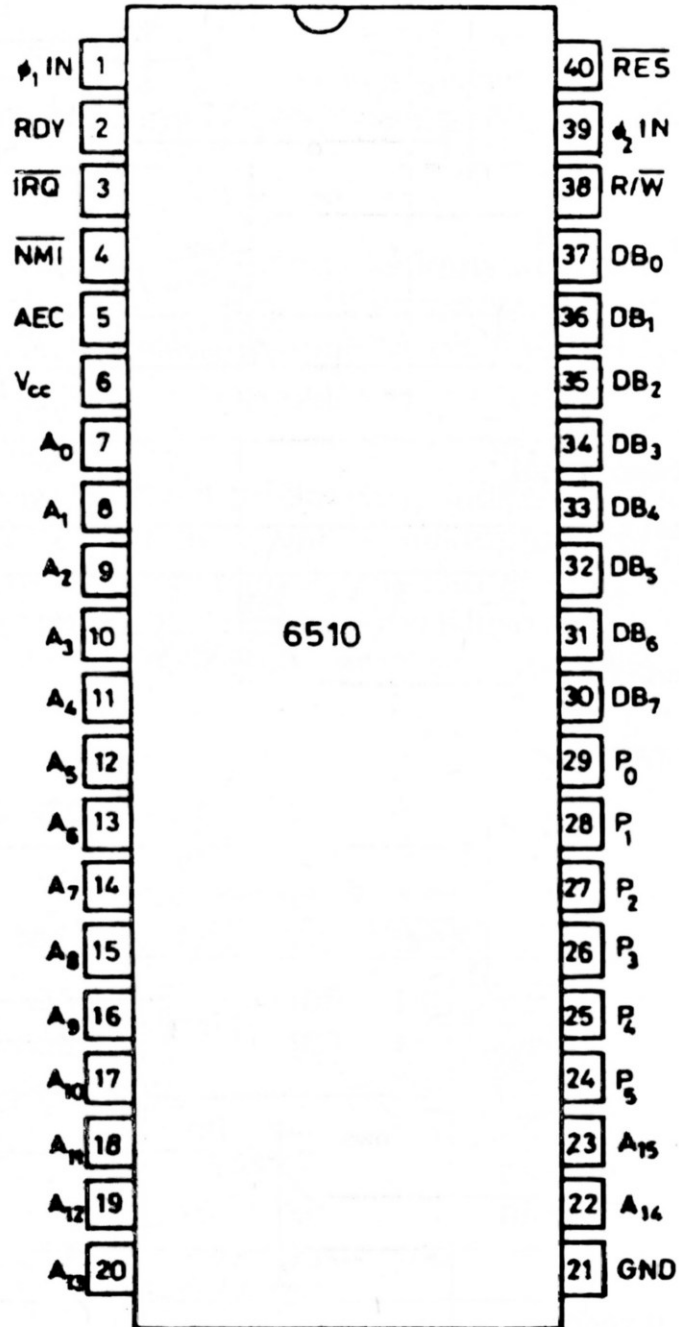 ϕ₁ IN 1
RDY 2
I̅R̅Q̅ 3
N̅M̅I̅ 4
AEC 5
Vcc 6
A₀ 7
A₁ 8
A₂ 9
A₃ 10
A₄ 11
A₅ 12
A₆ 13
A₇ 14
A₈ 15
A₉ 16
A₁₀ 17
A₁₁ 18
A₁₂ 19
A₁₃ 20
6510
40 R̅E̅S̅
39 ϕ₂ IN
38 R/W̅
37 DB₀
36 DB₁
35 DB₂
34 DB₃
33 DB₄
32 DB₅
31 DB₆
30 DB₇
29 P₀
28 P₁
27 P₂
26 P₃
25 P₄
24 P₅
23 A₁₅
22 A₁₄
21 GND